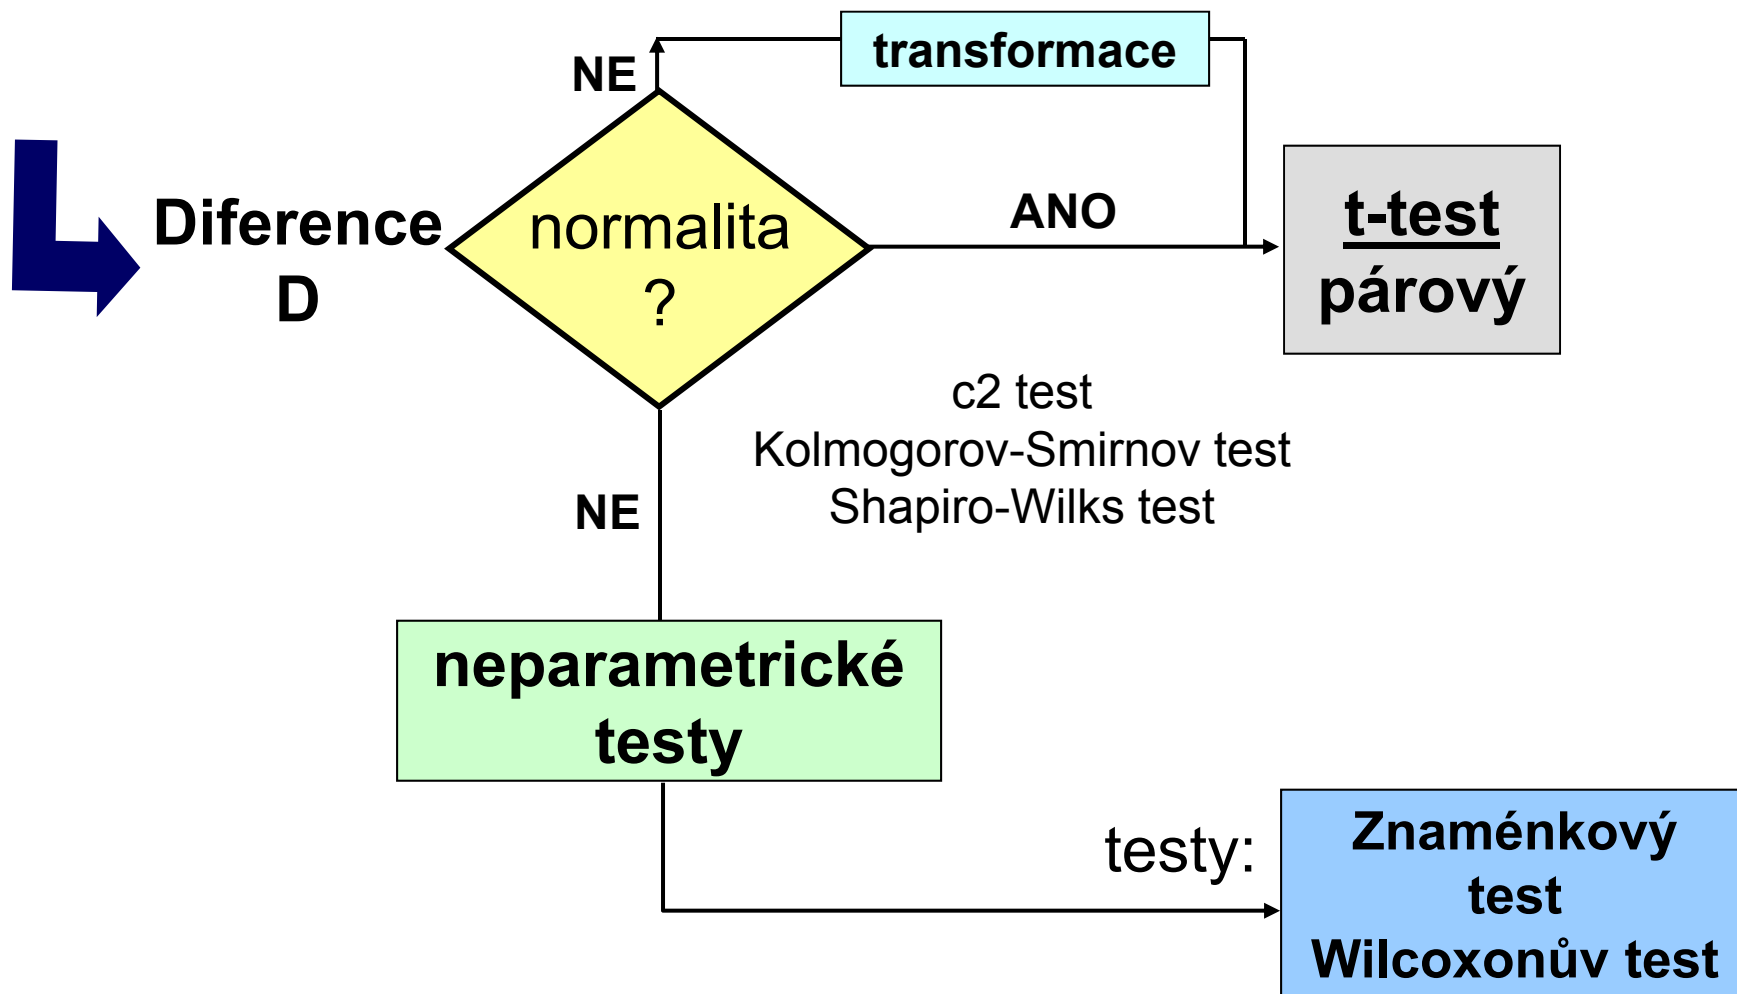 transformace
NE
Diference
D
normalita
?
ANO
t-test
párový
c2 test
Kolmogorov-Smirnov test
Shapiro-Wilks test
NE
neparametrické
testy
testy:
Znaménkový
test
Wilcoxonův test